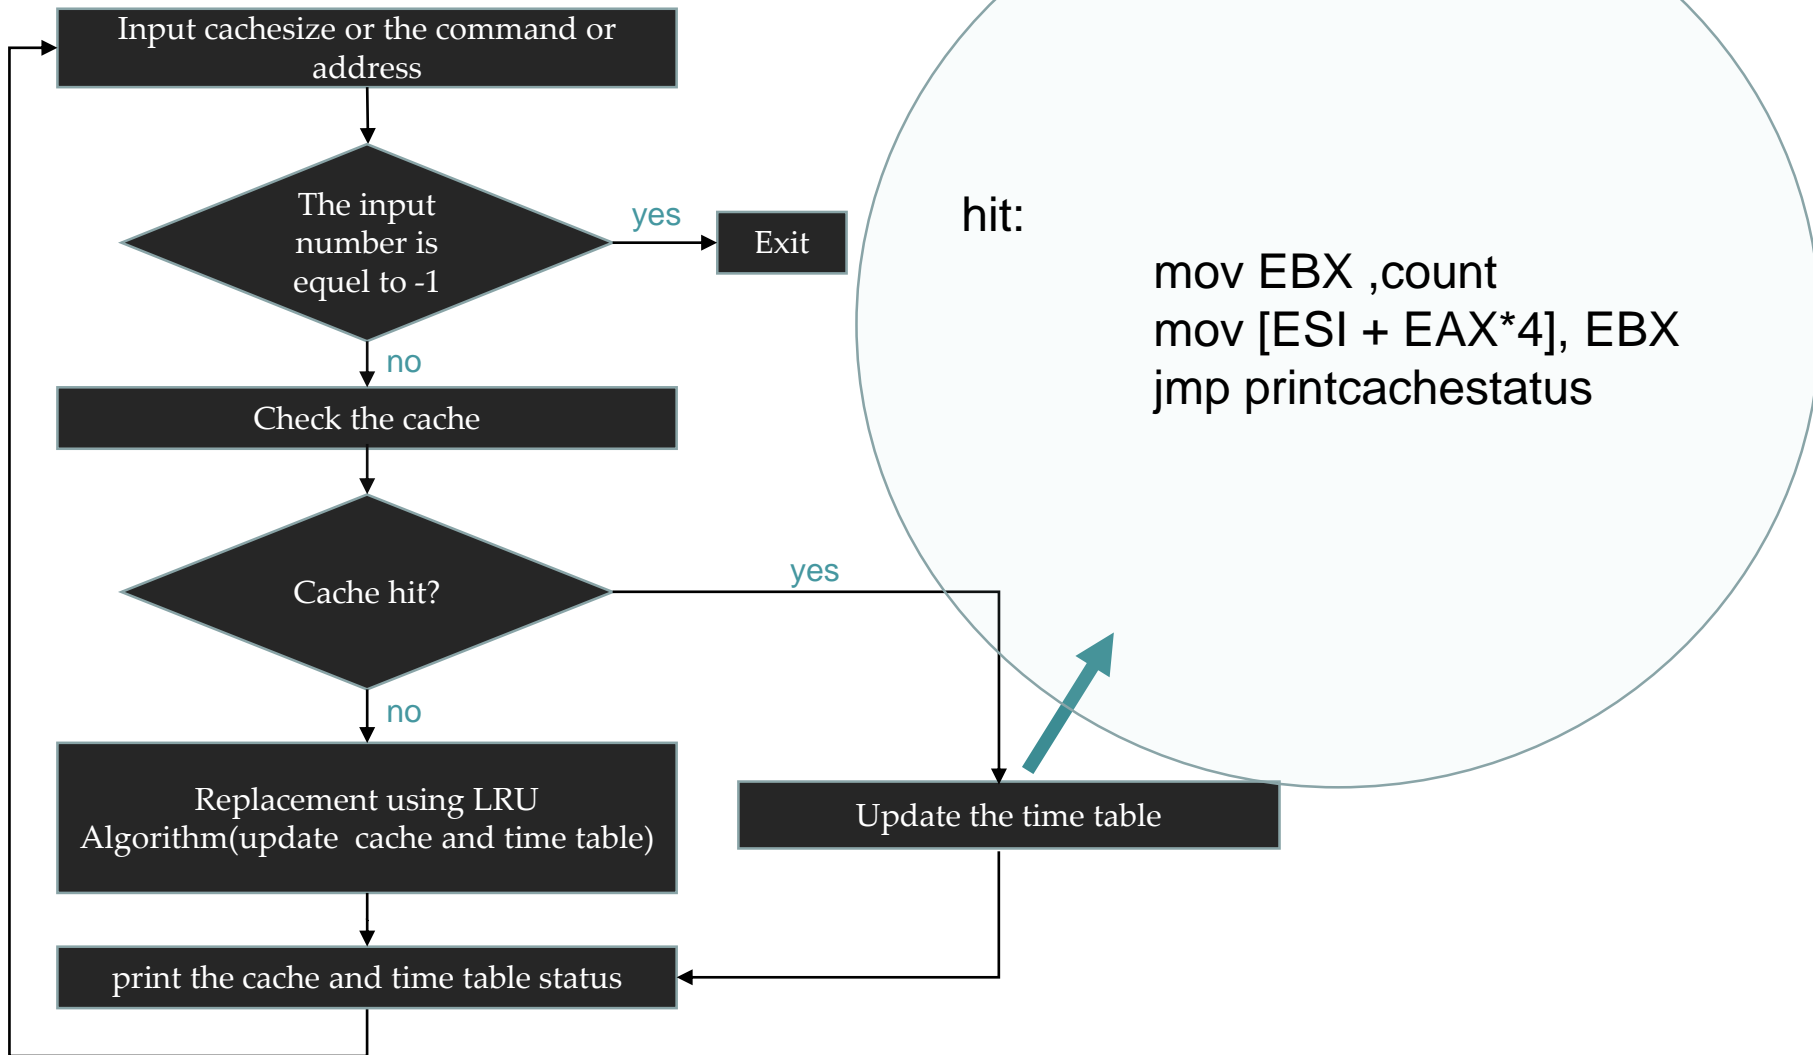 Input cachesize or the command or
address
The input
number is
equel to -1
yes
Exit
no
Check the cache
Cache hit?
yes
no
Replacement using LRU
Algorithm(update  cache and time table)
Update the time table
print the cache and time table status
hit:
mov EBX ,count
mov [ESI + EAX*4], EBX
jmp printcachestatus